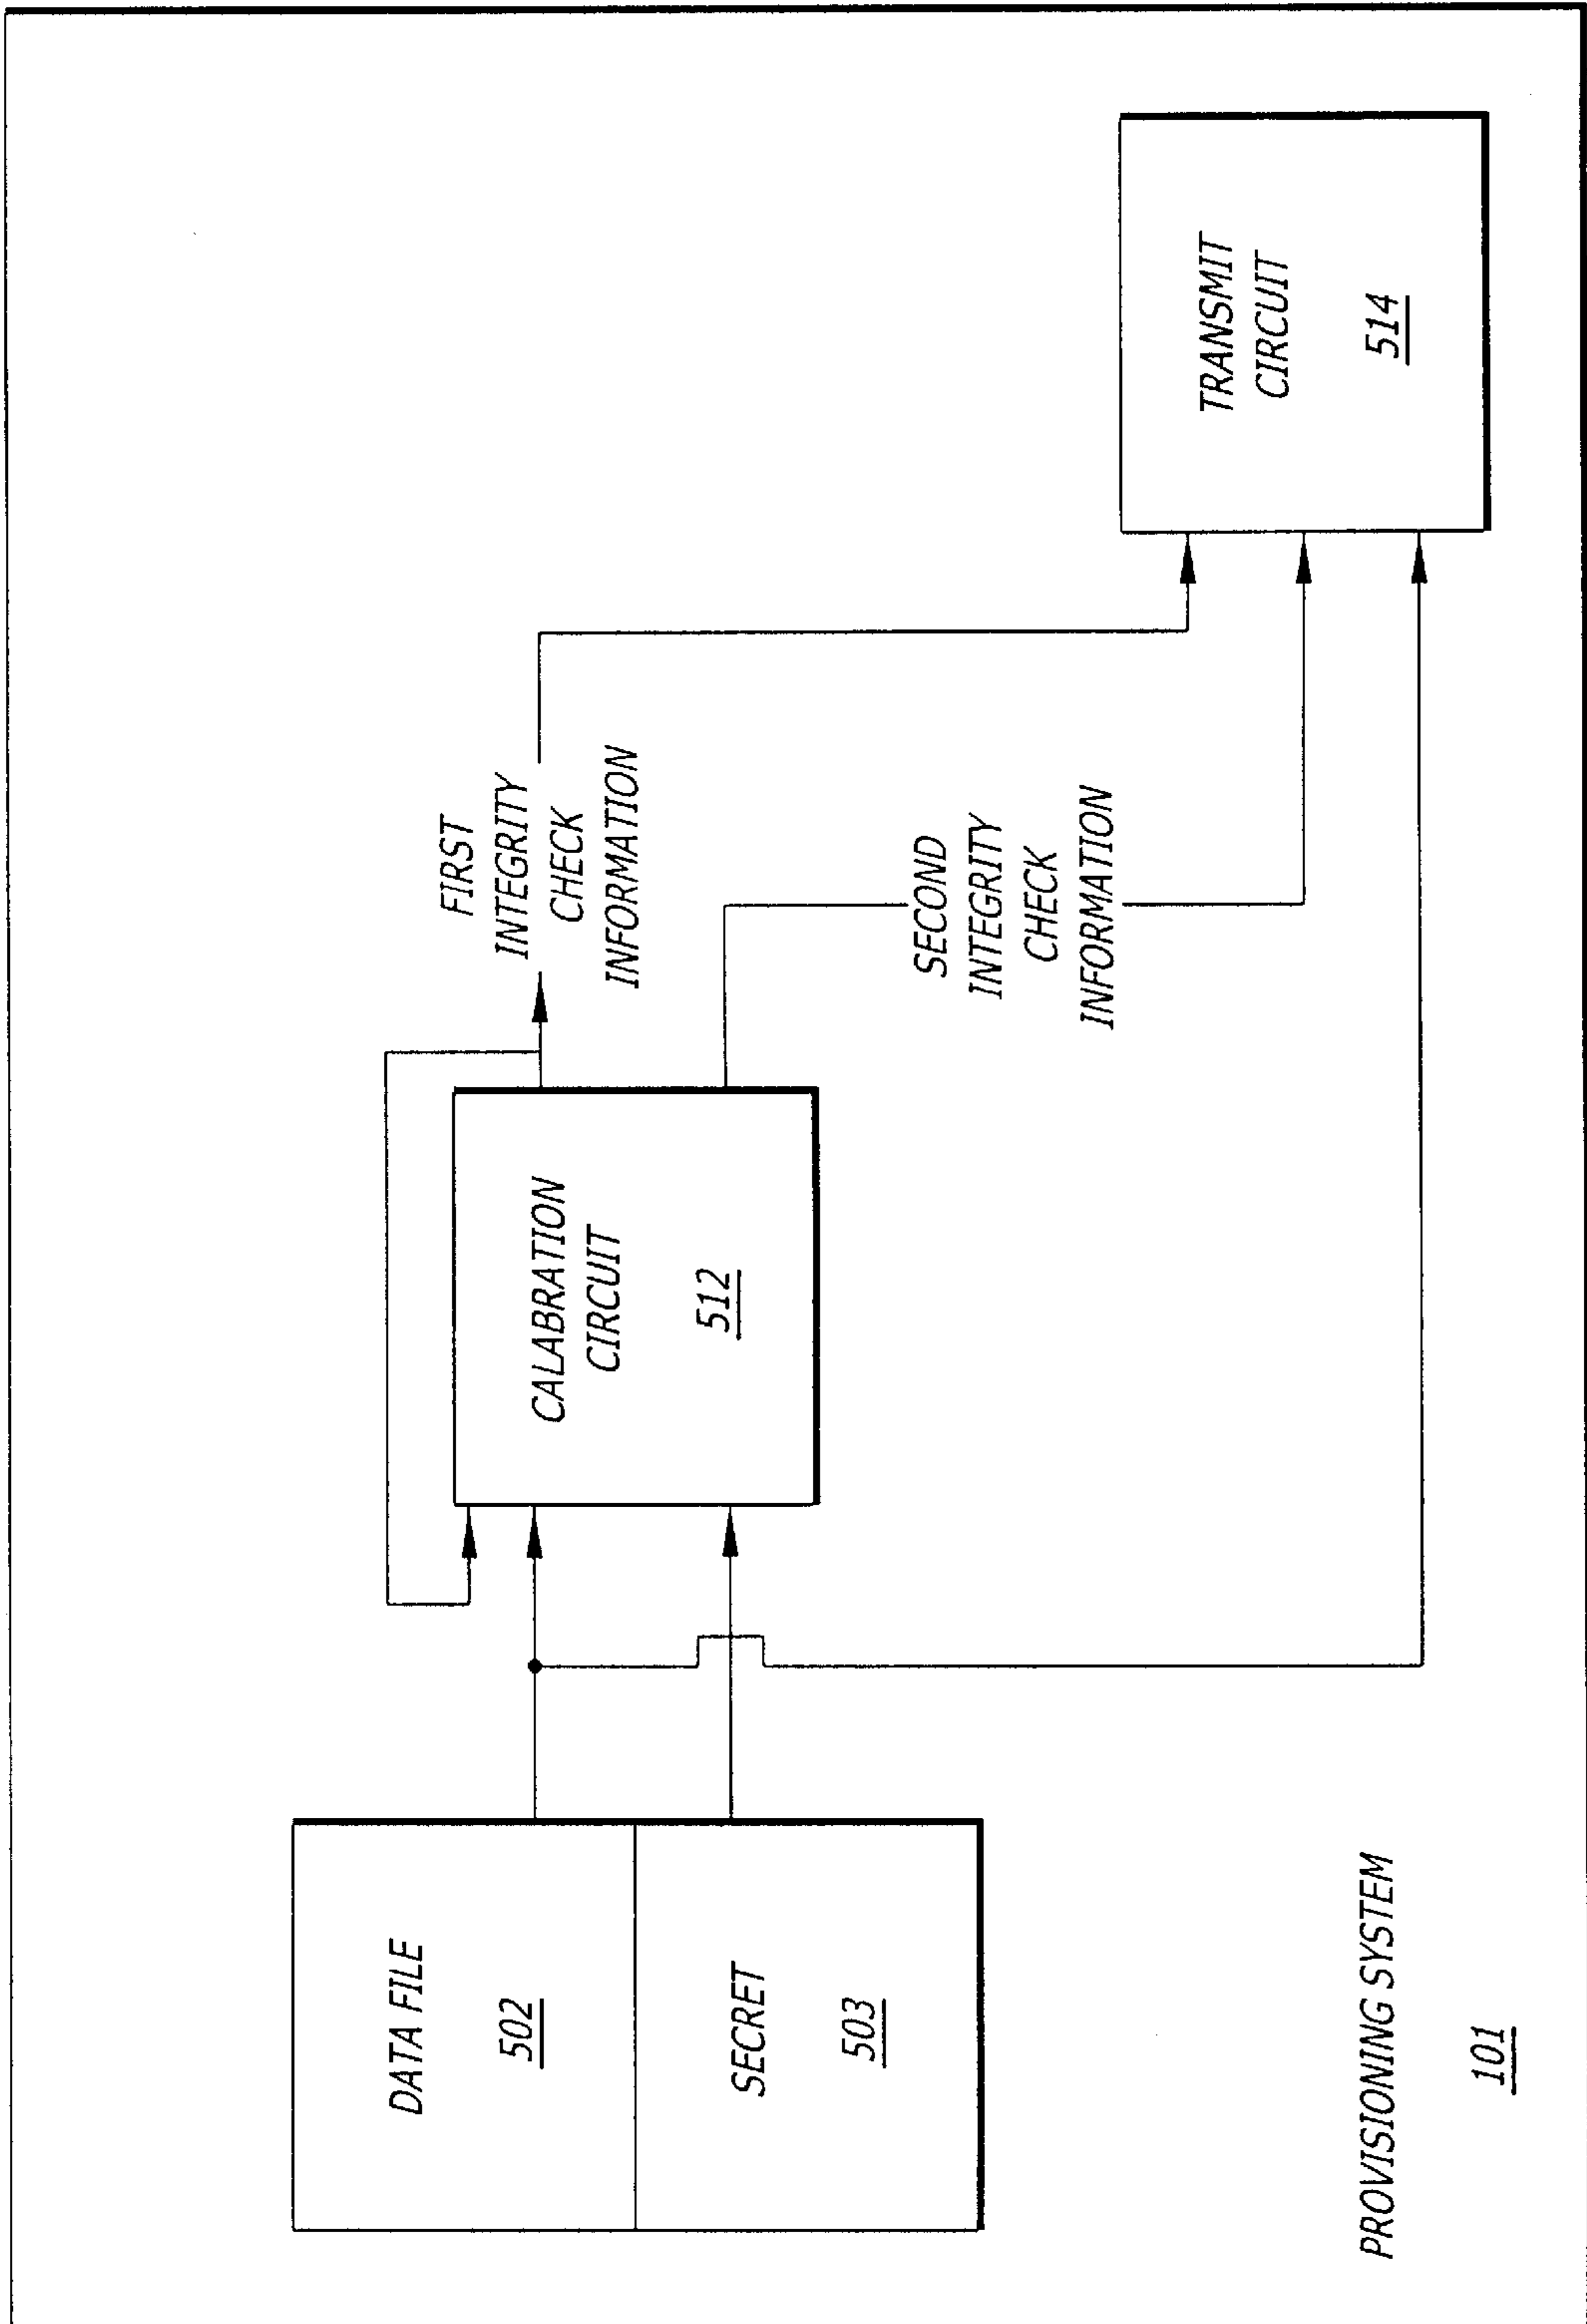 DATA FILE
502
SECRET
503
CALABRATION
CIRCUIT
512
FIRST
INTEGRITY
CHECK
INFORMATION
SECOND
INTEGRITY
CHECK
INFORMATION
TRANSMIT
CIRCUIT
514
PROVISIONING SYSTEM
101